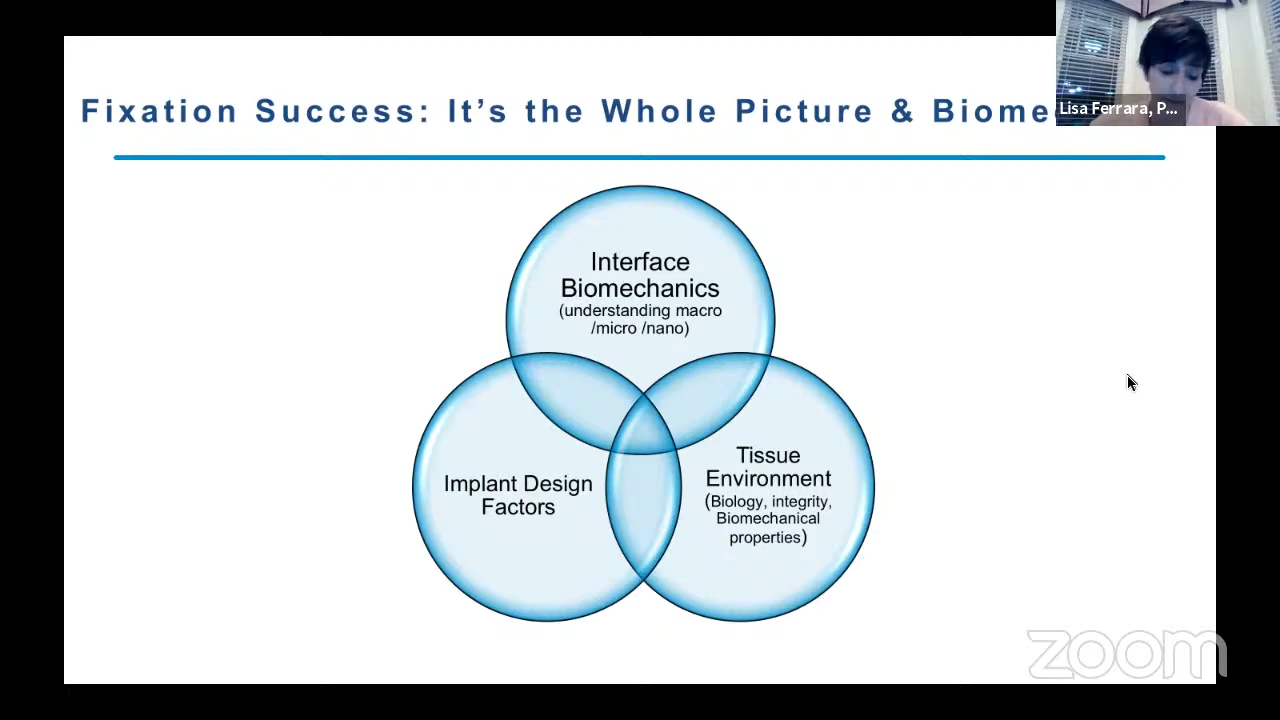 Fixation Success: It’s the Whole Picture & Biome
Lisa Ferrara, P...
Interface
Biomechanics
(understanding macro
/micro /nano)
Implant Design
Factors
Tissue
Environment
(Biology, integrity,
Biomechanical
properties)
zoom